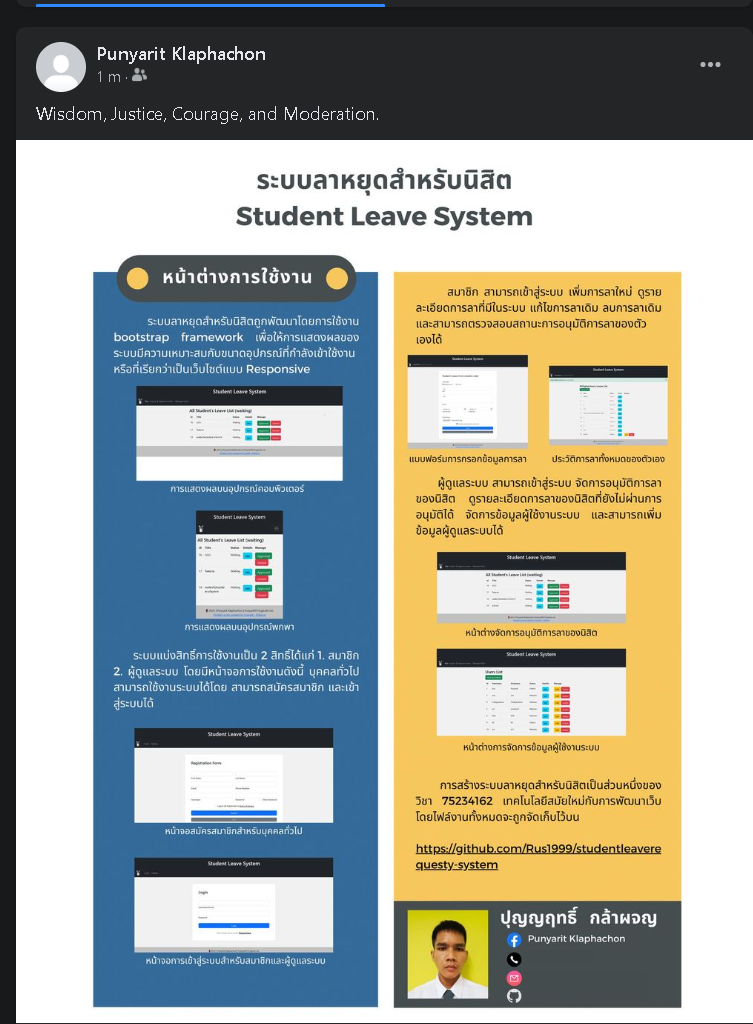 Punyarit Klaphachon
1 m ·
Wisdom, Justice, Courage, and Moderation.
ระบบลาหยุดสำหรับนิสิต
Student Leave System
หน้าต่างการใช้งาน
ระบบลาหยุดสำหรับนิสิตถูกพัฒนาโดยการใช้งาน
bootstrap framework เพื่อให้การแสดงผลของ
ระบบมีความเหมาะสมกับขนาดอุปกรณ์ที่กำลังเข้าใช้งาน
หรือที่เรียกว่าเป็นเว็บไซต์แบบ Responsive
Student Leave System
All Student's Leave List (waiting)
การแสดงผลบนอุปกรณ์คอมพิวเตอร์
Student Leave System
All Student's Leave List (waiting)
การแสดงผลบนอุปกรณ์พกพา
ระบบแบ่งสิทธิ์การใช้งานเป็น 2 สิทธิ์ได้แก่ 1. สมาชิก
2. ผู้ดูแลระบบ โดยมีหน้าจอการใช้งานดังนี้ บุคคลทั่วไป
สามารถใช้งานระบบได้โดย สามารถสมัครสมาชิก และเข้า
สู่ระบบได้
Student Leave System
Registration Form
หน้าจอสมัครสมาชิกสำหรับบุคคลทั่วไป
Student Leave System
Login
หน้าจอการเข้าสู่ระบบสำหรับสมาชิกและผู้ดูแลระบบ
สมาชิก สามารถเข้าสู่ระบบ เพิ่มการลาใหม่ ดูราย
ละเอียดการลาที่มีในระบบ แก้ไขการลาเดิม ลบการลาเดิม
และสามารถตรวจสอบสถานะการอนุมัติการลาของตัว
เองได้
Student Leave System
แบบฟอร์มการกรอกข้อมูลการลา
Student Leave System
ประวัติการลาทั้งหมดของตัวเอง
ผู้ดูแลระบบ สามารถเข้าสู่ระบบ จัดการอนุมัติการลา
ของนิสิต ดูรายละเอียดการลาของนิสิตที่ยังไม่ผ่านการ
อนุมัติได้ จัดการข้อมูลผู้ใช้งานระบบ และสามารถเพิ่ม
ข้อมูลผู้ดูแลระบบได้
Student Leave System
All Student's Leave List (waiting)
หน้าต่างจัดการอนุมัติการลาของนิสิต
Student Leave System
Users List
หน้าต่างการจัดการข้อมูลผู้ใช้งานระบบ
การสร้างระบบลาหยุดสำหรับนิสิตเป็นส่วนหนึ่งของ
วิชา 75234162 เทคโนโลยีสมัยใหม่กับการพัฒนาเว็บ
โดยไฟล์งานทั้งหมดจะถูกจัดเก็บไว้บน
https://github.com/Rus1999/studentleavere
questy-system
ปุญญฤทธิ์ กล้าผจญ
Punyarit Klaphachon